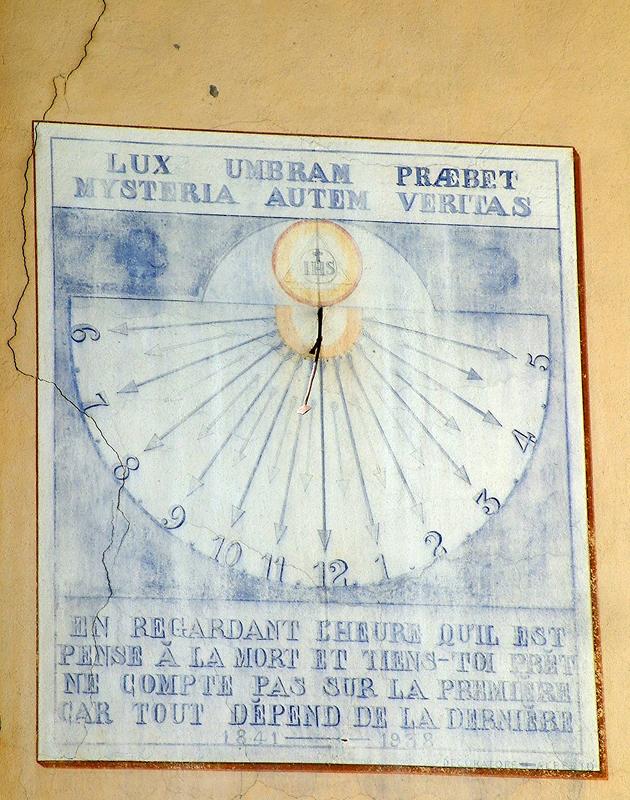 LUX UMBRAM PRÆBET
MYSTERIA AUTEM VERITAS
IHS
6
7
8
9
10
11
12
1
2
3
4
5
EN REGARDANT L'HEURE QU'IL EST
PENSE À LA MORT ET TIENS-TOI PRÊT
NE COMPTE PAS SUR LA PREMIÈRE
CAR TOUT DÉPEND DE LA DERNIÈRE
1841 — 1938